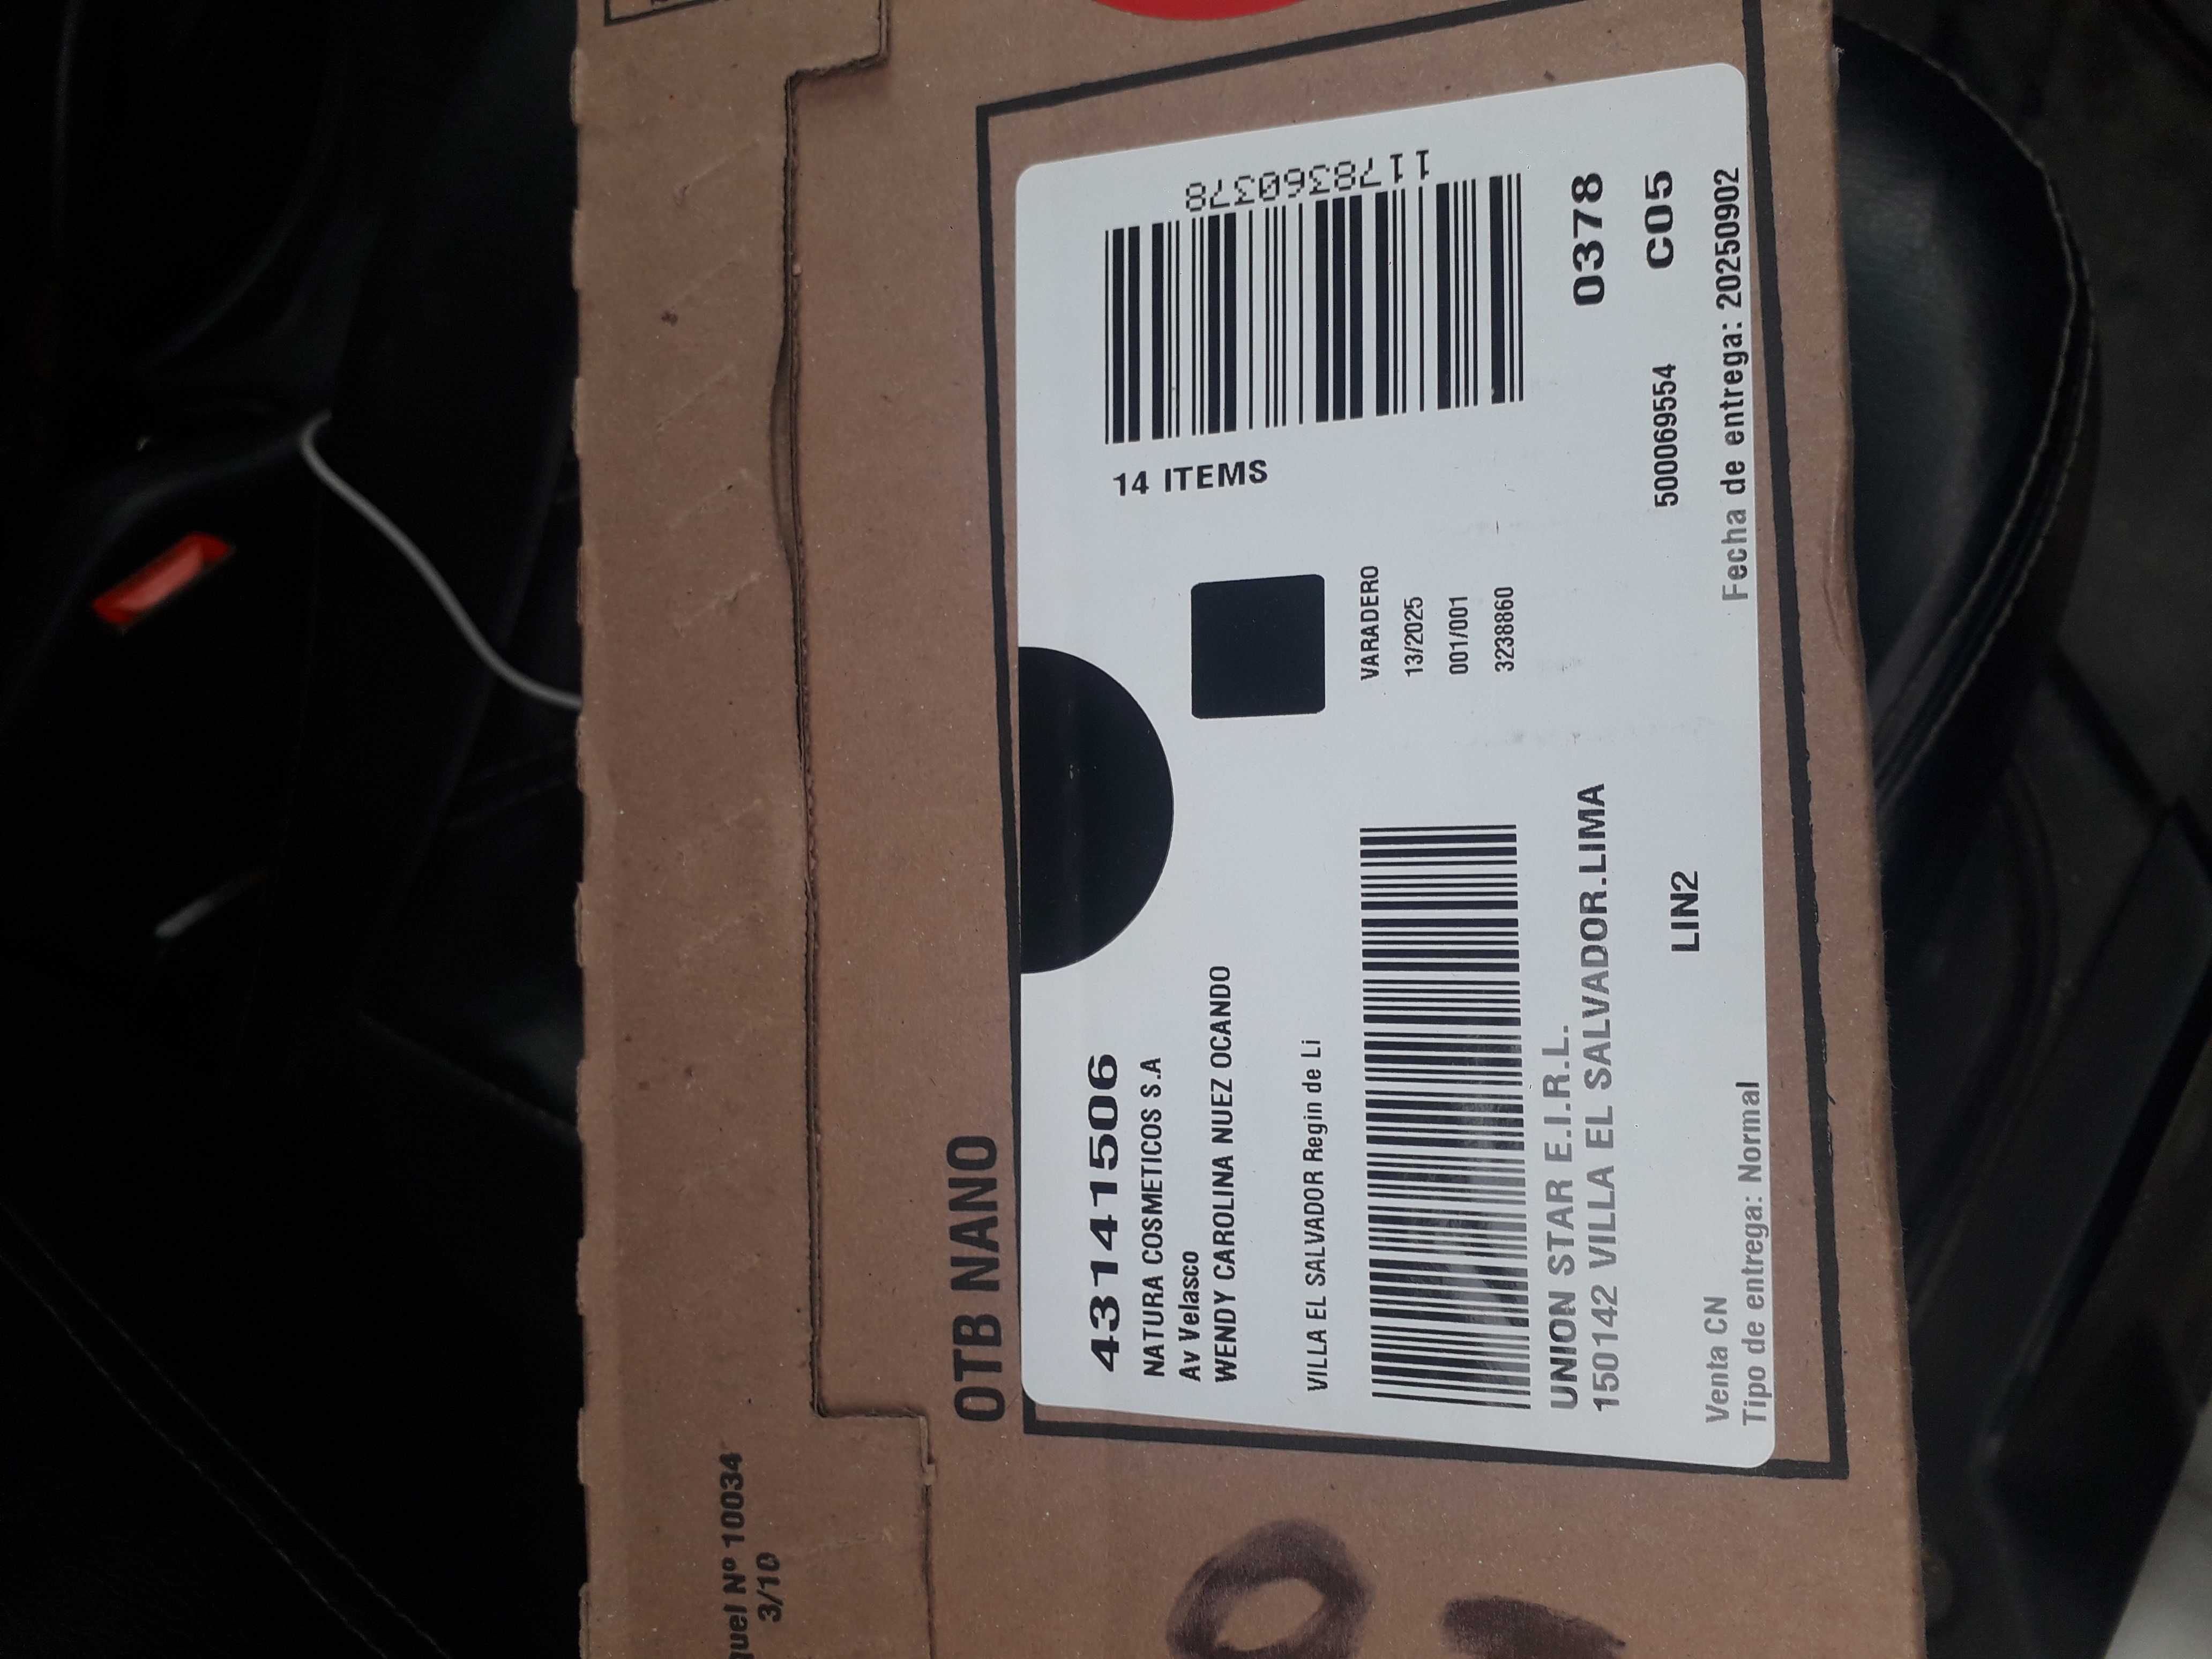 OTB NANO
43141506
NATURA COSMETICOS S.A
Av Velasco
WENDY CAROLINA NUEZ OCANDO
VILLA EL SALVADOR Regin de Li
14 ITEMS
1178360378
VARADERO
13/2025
001/001
3238860
UNION STAR E.I.R.L.
150142 VILLA EL SALVADOR.LIMA
0378
LIN2
500069554
C05
Venta CN
Tipo de entrega: Normal
Fecha de entrega: 20250902
Nº 10034
3/10